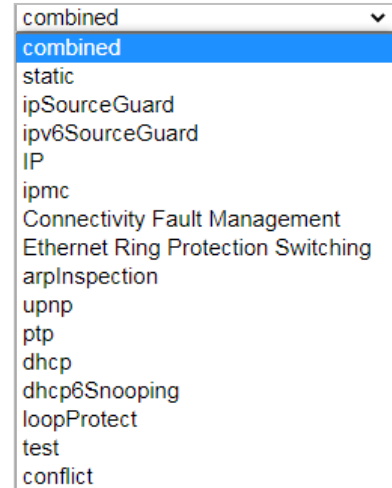 combined
combined
static
ipSourceGuard
ipv6SourceGuard
IP
ipmc
Connectivity Fault Management
Ethernet Ring Protection Switching
arpInspection
upnp
ptp
dhcp
dhcp6Snooping
loopProtect
test
conflict